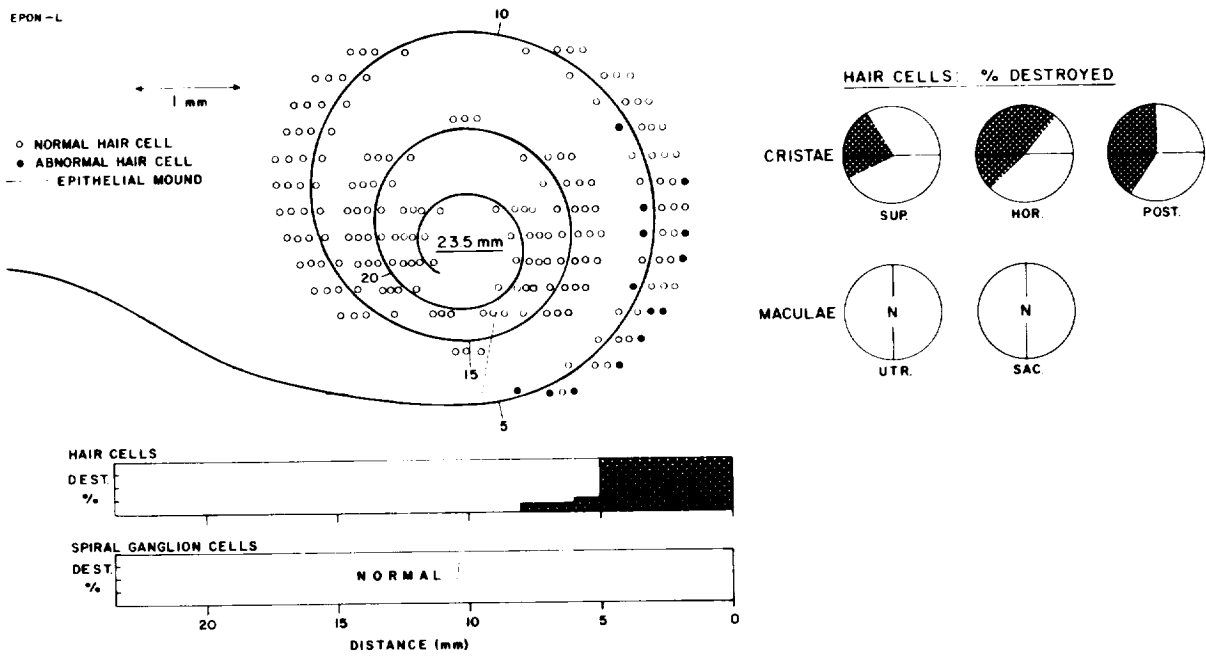 EPON-L
10
1 mm
○ NORMAL HAIR CELL
● ABNORMAL HAIR CELL
EPITHELIAL MOUND
23.5 mm
20
15
5
HAIR CELLS: % DESTROYED
CRISTAE
SUP.
HOR.
POST.
MACULAE
N
N
UTR.
SAC.
HAIR CELLS
DEST.
%
SPIRAL GANGLION CELLS
DEST.
%
NORMAL
20
15
10
5
0
DISTANCE (mm)